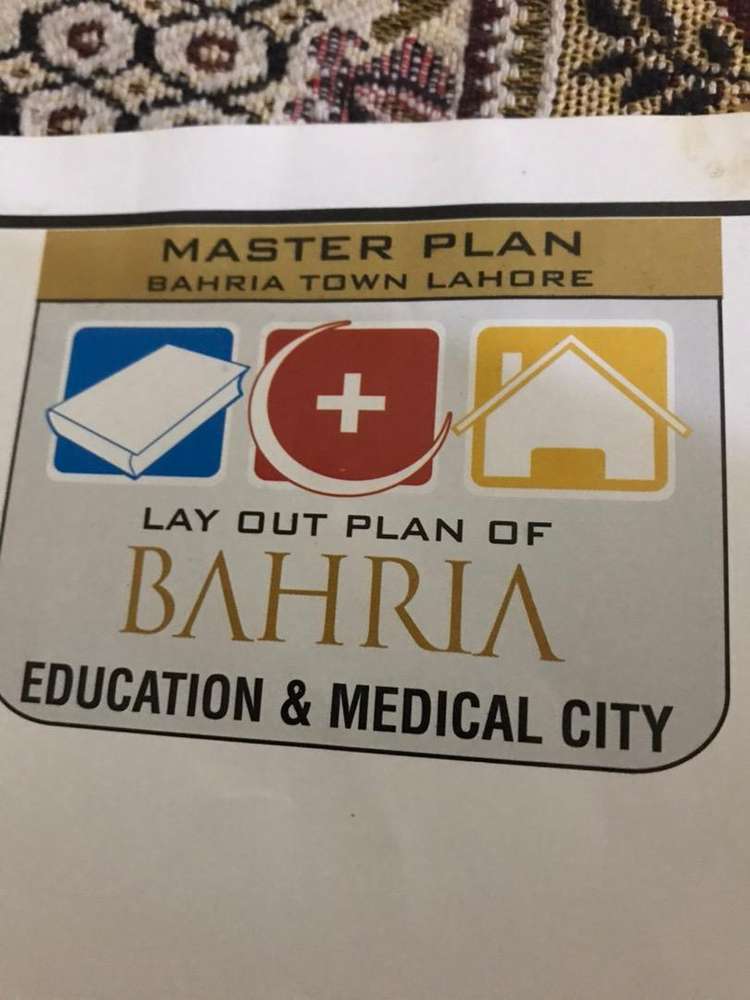 MASTER PLAN
BAHRIA TOWN LAHORE
LAY OUT PLAN OF
BAHRIA
EDUCATION & MEDICAL CITY